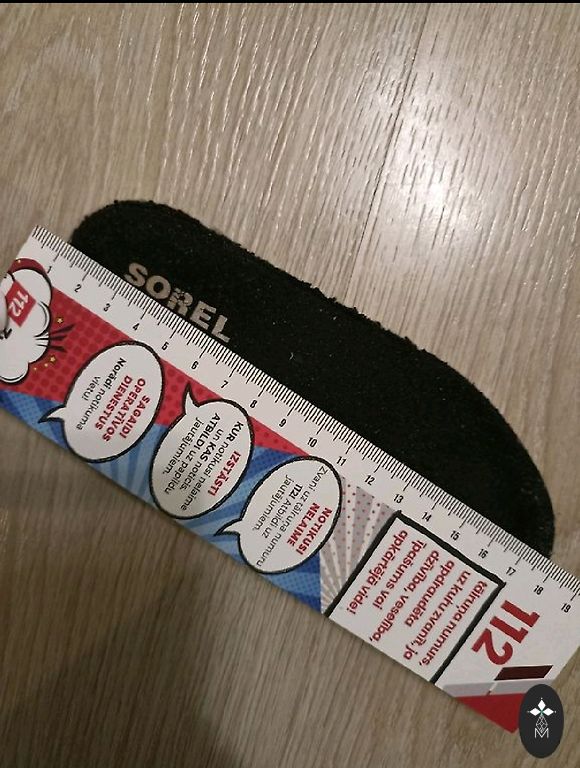 SOREL
1 2 3 4 5 6 7 8 9 10 11 12 13 14 15 16 17 18 19
112
SAGAIDI
OPERATĪVOS
DIENESTUS
Norādi notikuma
vietu!
IZSTĀSTI
KUR notikusi nelaime
un KAS noticis.
ATBILDI uz papildu
jautājumiem.
NOTIKUSI
NELAIME
Zvani uz tālruņa numuru
112! Atbildi uz
jautājumiem.
112
tālruņa numurs,
uz kuru zvanīt, ja
apdraudēta
dzīvība, veselība,
īpašums vai
apkārtējā vide!
M